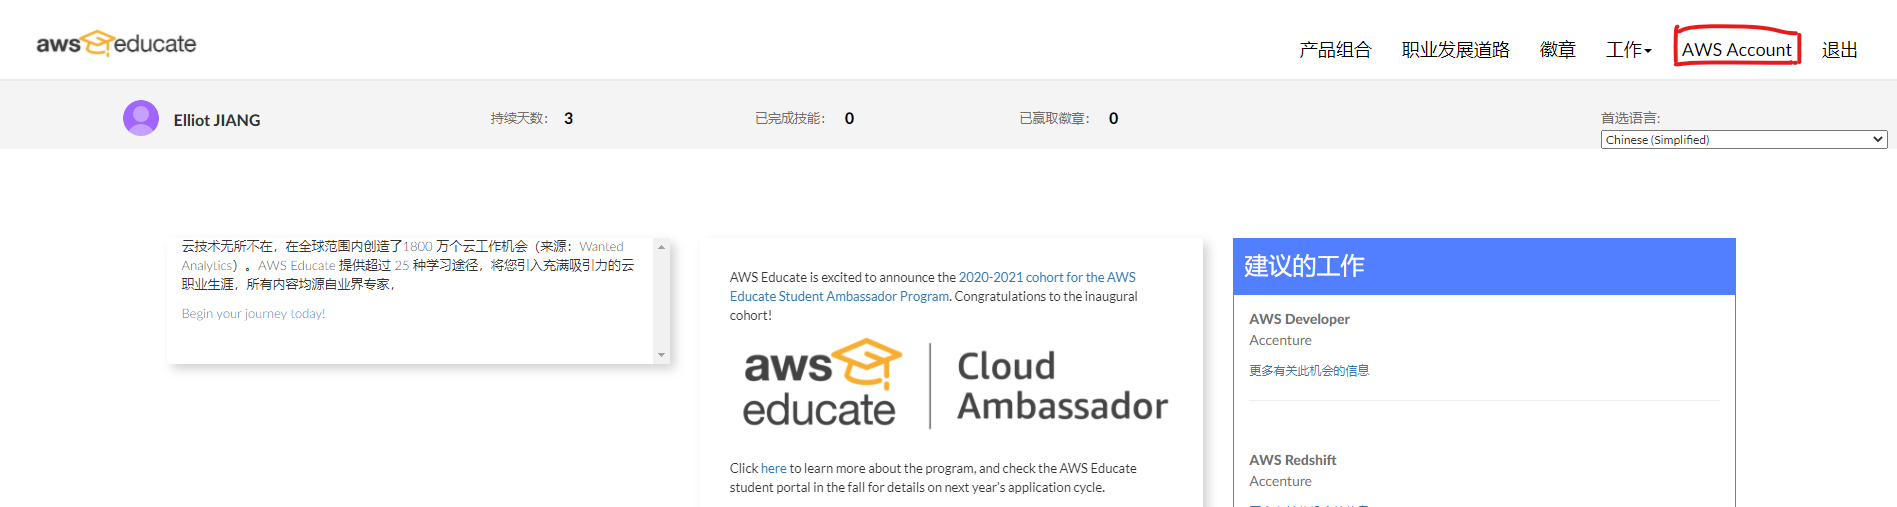 aws educate
产品组合 职业发展道路 徽章 工作 AWS Account 退出
Elliot JIANG 持续天数: 3 已完成技能: 0 已赢取徽章: 0 首选语言:
Chinese (Simplified)
云技术无所不在，在全球范围内创造了1800 万个云工作机会（来源：Wanted
Analytics）。AWS Educate 提供超过 25 种学习途径，将您引入充满吸引力的云
职业生涯，所有内容均源自业界专家，
Begin your journey today!
AWS Educate is excited to announce the 2020-2021 cohort for the AWS
Educate Student Ambassador Program. Congratulations to the inaugural
cohort!
aws educate Cloud Ambassador
Click here to learn more about the program, and check the AWS Educate
student portal in the fall for details on next year's application cycle.
建议的工作
AWS Developer
Accenture
更多有关此机会的信息
AWS Redshift
Accenture